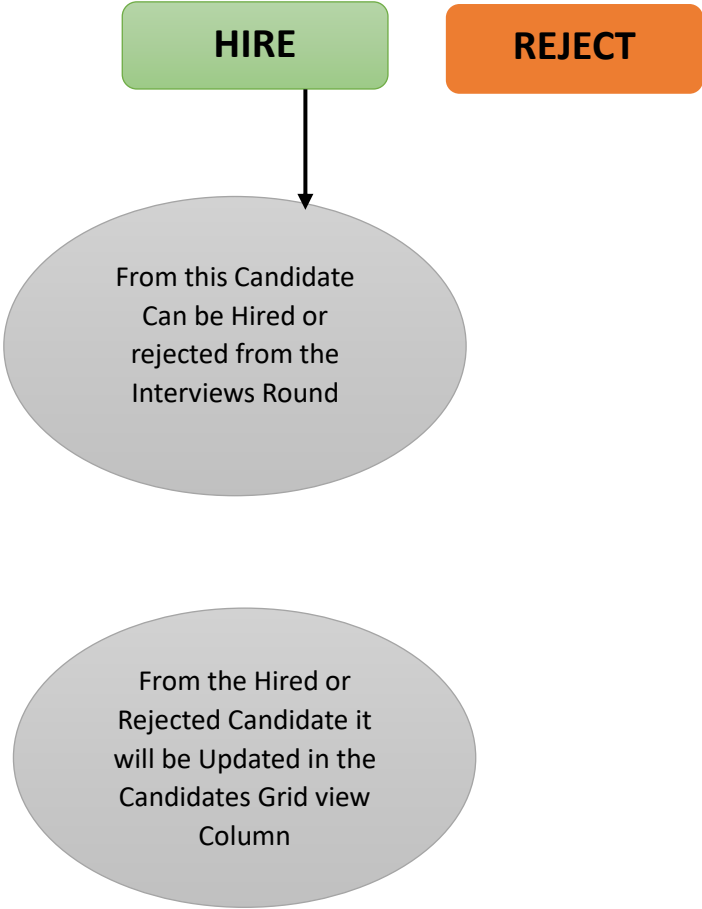 HIRE
REJECT
From this Candidate
Can be Hired or
rejected from the
Interviews Round
From the Hired or
Rejected Candidate it
will be Updated in the
Candidates Grid view
Column